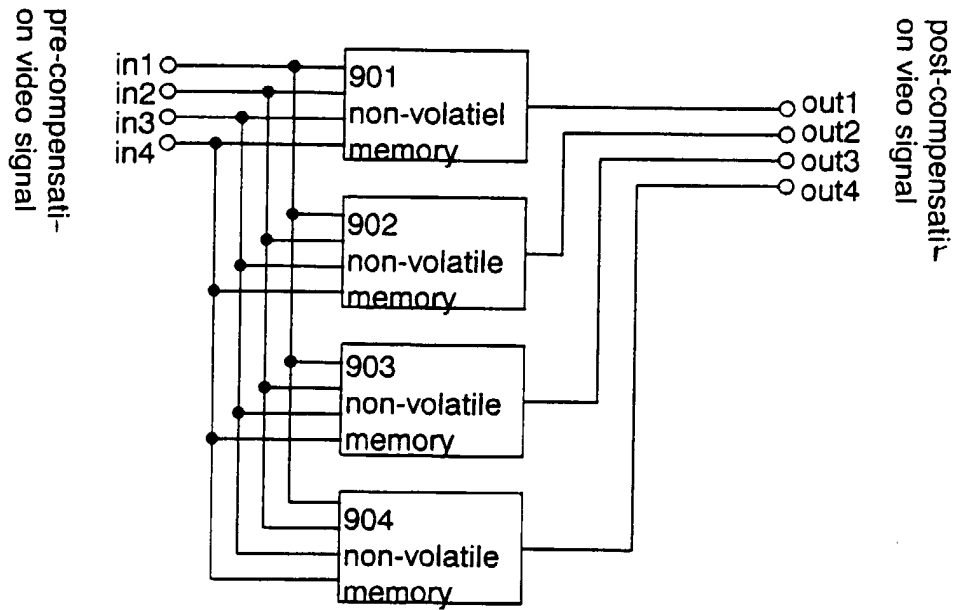 pre-compensati-
on video signal
in1
in2
in3
in4
901
non-volatiel
memory
902
non-volatile
memory
903
non-volatile
memory
904
non-volatile
memory
out1
out2
out3
out4
post-compensati-
on vieo signal